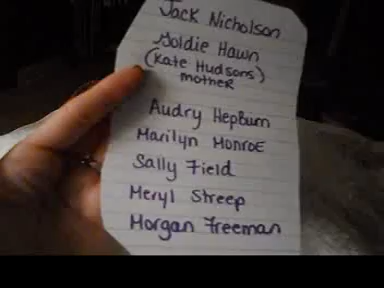 Jack Nicholson
Goldie Hawn
(Kate Hudsons)
mother
Audry Hepburn
Marilyn Monroe
Sally Field
Meryl Streep
Morgan Freeman